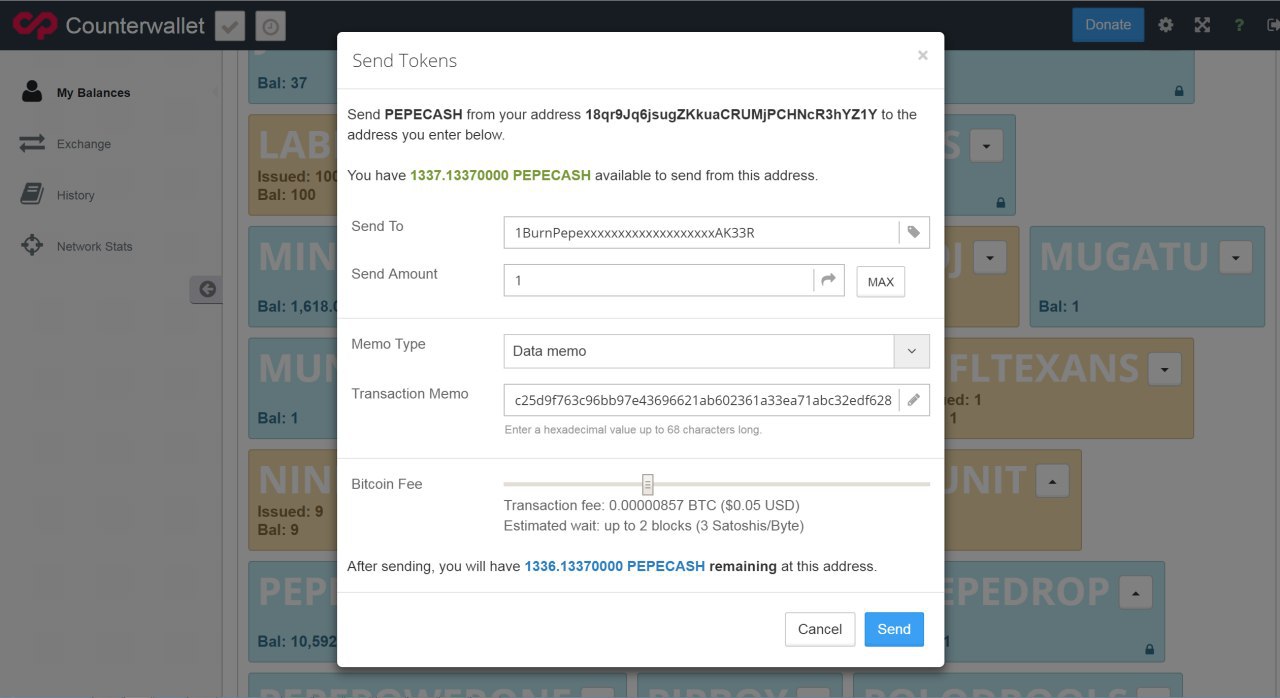 Counterwallet
Donate
?
My Balances
Exchange
History
Network Stats
Send Tokens
×
Send PEPECASH from your address 18qr9Jq6jsugZKkuaCRUMjPCHNcR3hYZ1Y to the
address you enter below.
You have 1337.13370000 PEPECASH available to send from this address.
Send To
1BurnPepexxxxxxxxxxxxxxxxxxxAK33R
Send Amount
1
MAX
Memo Type
Data memo
Transaction Memo
c25d9f763c96bb97e43696621ab602361a33ea71abc32edf628
Enter a hexadecimal value up to 68 characters long.
Bitcoin Fee
Transaction fee: 0.00000857 BTC ($0.05 USD)
Estimated wait: up to 2 blocks (3 Satoshis/Byte)
After sending, you will have 1336.13370000 PEPECASH remaining at this address.
Cancel
Send
Bal: 37
LAB
S
Issued: 100
Bal: 100
MIN
OJ
MUGATU
Bal: 1,618.0
Bal: 1
MUN
FLTEXANS
ed: 1
Bal: 1
1
NIN
UNIT
Issued: 9
Bal: 9
PEP
EPEDROP
Bal: 10,592
1